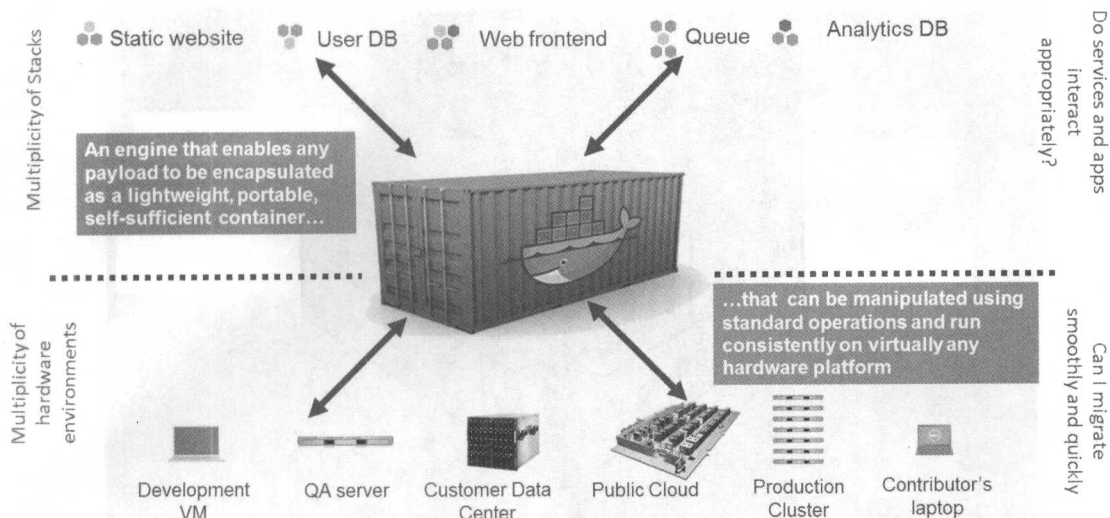 Static website
User DB
Web frontend
Queue
Analytics DB
Multiplicity of Stacks
Do services and apps
interact
appropriately?
An engine that enables any
payload to be encapsulated
as a lightweight, portable,
self-sufficient container…
…that can be manipulated using
standard operations and run
consistently on virtually any
hardware platform
Multiplicity of
hardware
environments
Can I migrate
smoothly and quickly
Development
VM
QA server
Customer Data
Center
Public Cloud
Production
Cluster
Contributor's
laptop